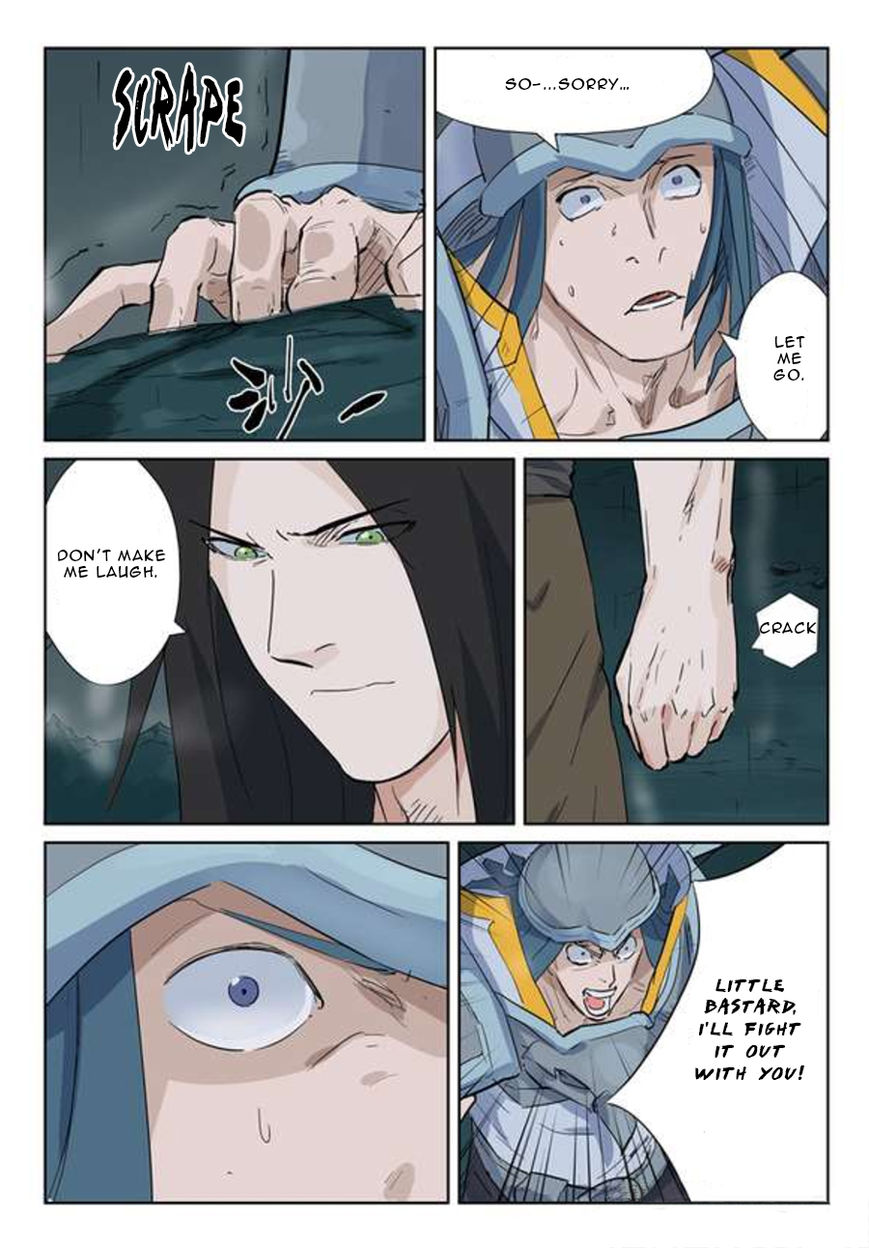 SCRAPE
SO-...SORRY...
LET
ME
GO.
沙
DON'T MAKE
ME LAUGH.
CRACK
LITTLE
BASTARD,
I'LL FIGHT
IT OUT
WITH YOU!